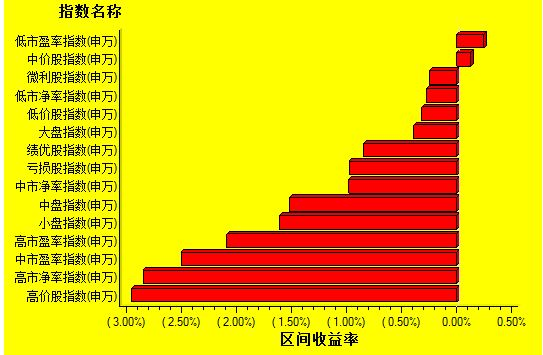 指数名称
低市盈率指数(申万)
中价股指数(申万)
微利股指数(申万)
低市净率指数(申万)
低价股指数(申万)
大盘指数(申万)
绩优股指数(申万)
亏损股指数(申万)
中市净率指数(申万)
中盘指数(申万)
小盘指数(申万)
高市盈率指数(申万)
中市盈率指数(申万)
高市净率指数(申万)
高价股指数(申万)
(3.00%) (2.50%) (2.00%) (1.50%) (1.00%) (0.50%) 0.00% 0.50%
区间收益率